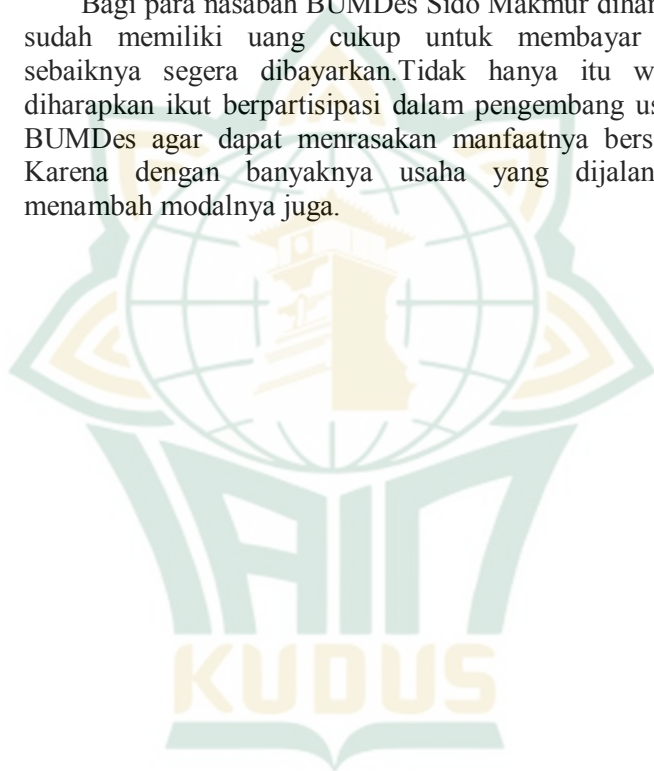 Bagi para nasabah BUMDes Sido Makmur dihar
sudah memiliki uang cukup untuk membayar
sebaiknya segera dibayarkan.Tidak hanya itu w
diharapkan ikut berpartisipasi dalam pengembang us
BUMDes agar dapat menrasakan manfaatnya bers
Karena dengan banyaknya usaha yang dijalan
menambah modalnya juga.
IAIN
KUDUS